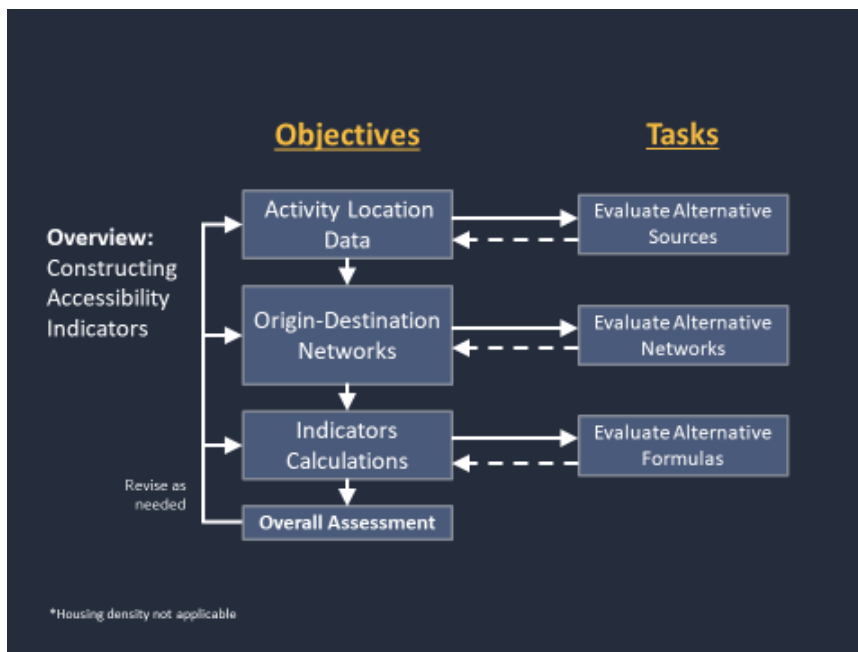 Objectives
Tasks
Overview:
Constructing
Accessibility
Indicators
Activity Location
Data
Evaluate Alternative
Sources
Origin-Destination
Networks
Evaluate Alternative
Networks
Indicators
Calculations
Evaluate Alternative
Formulas
Revise as
needed
Overall Assessment
*Housing density not applicable